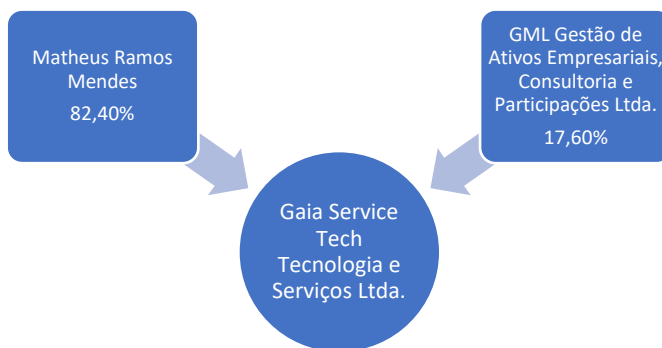 Matheus Ramos
Mendes
82,40%
GML Gestão de
Ativos Empresariais,
Consultoria e
Participações Ltda.
17,60%
Gaia Service
Tech
Tecnologia e
Serviços Ltda.